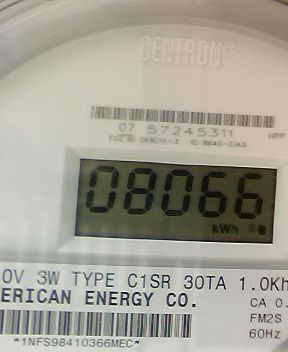 CENTRON®
07 57245311
HPP
08066
kWh
0V 3W TYPE C1SR 30TA 1.0Kh
ERICAN ENERGY CO.
CA 0.
FM2S
60Hz
*1NFS98410366MEC*